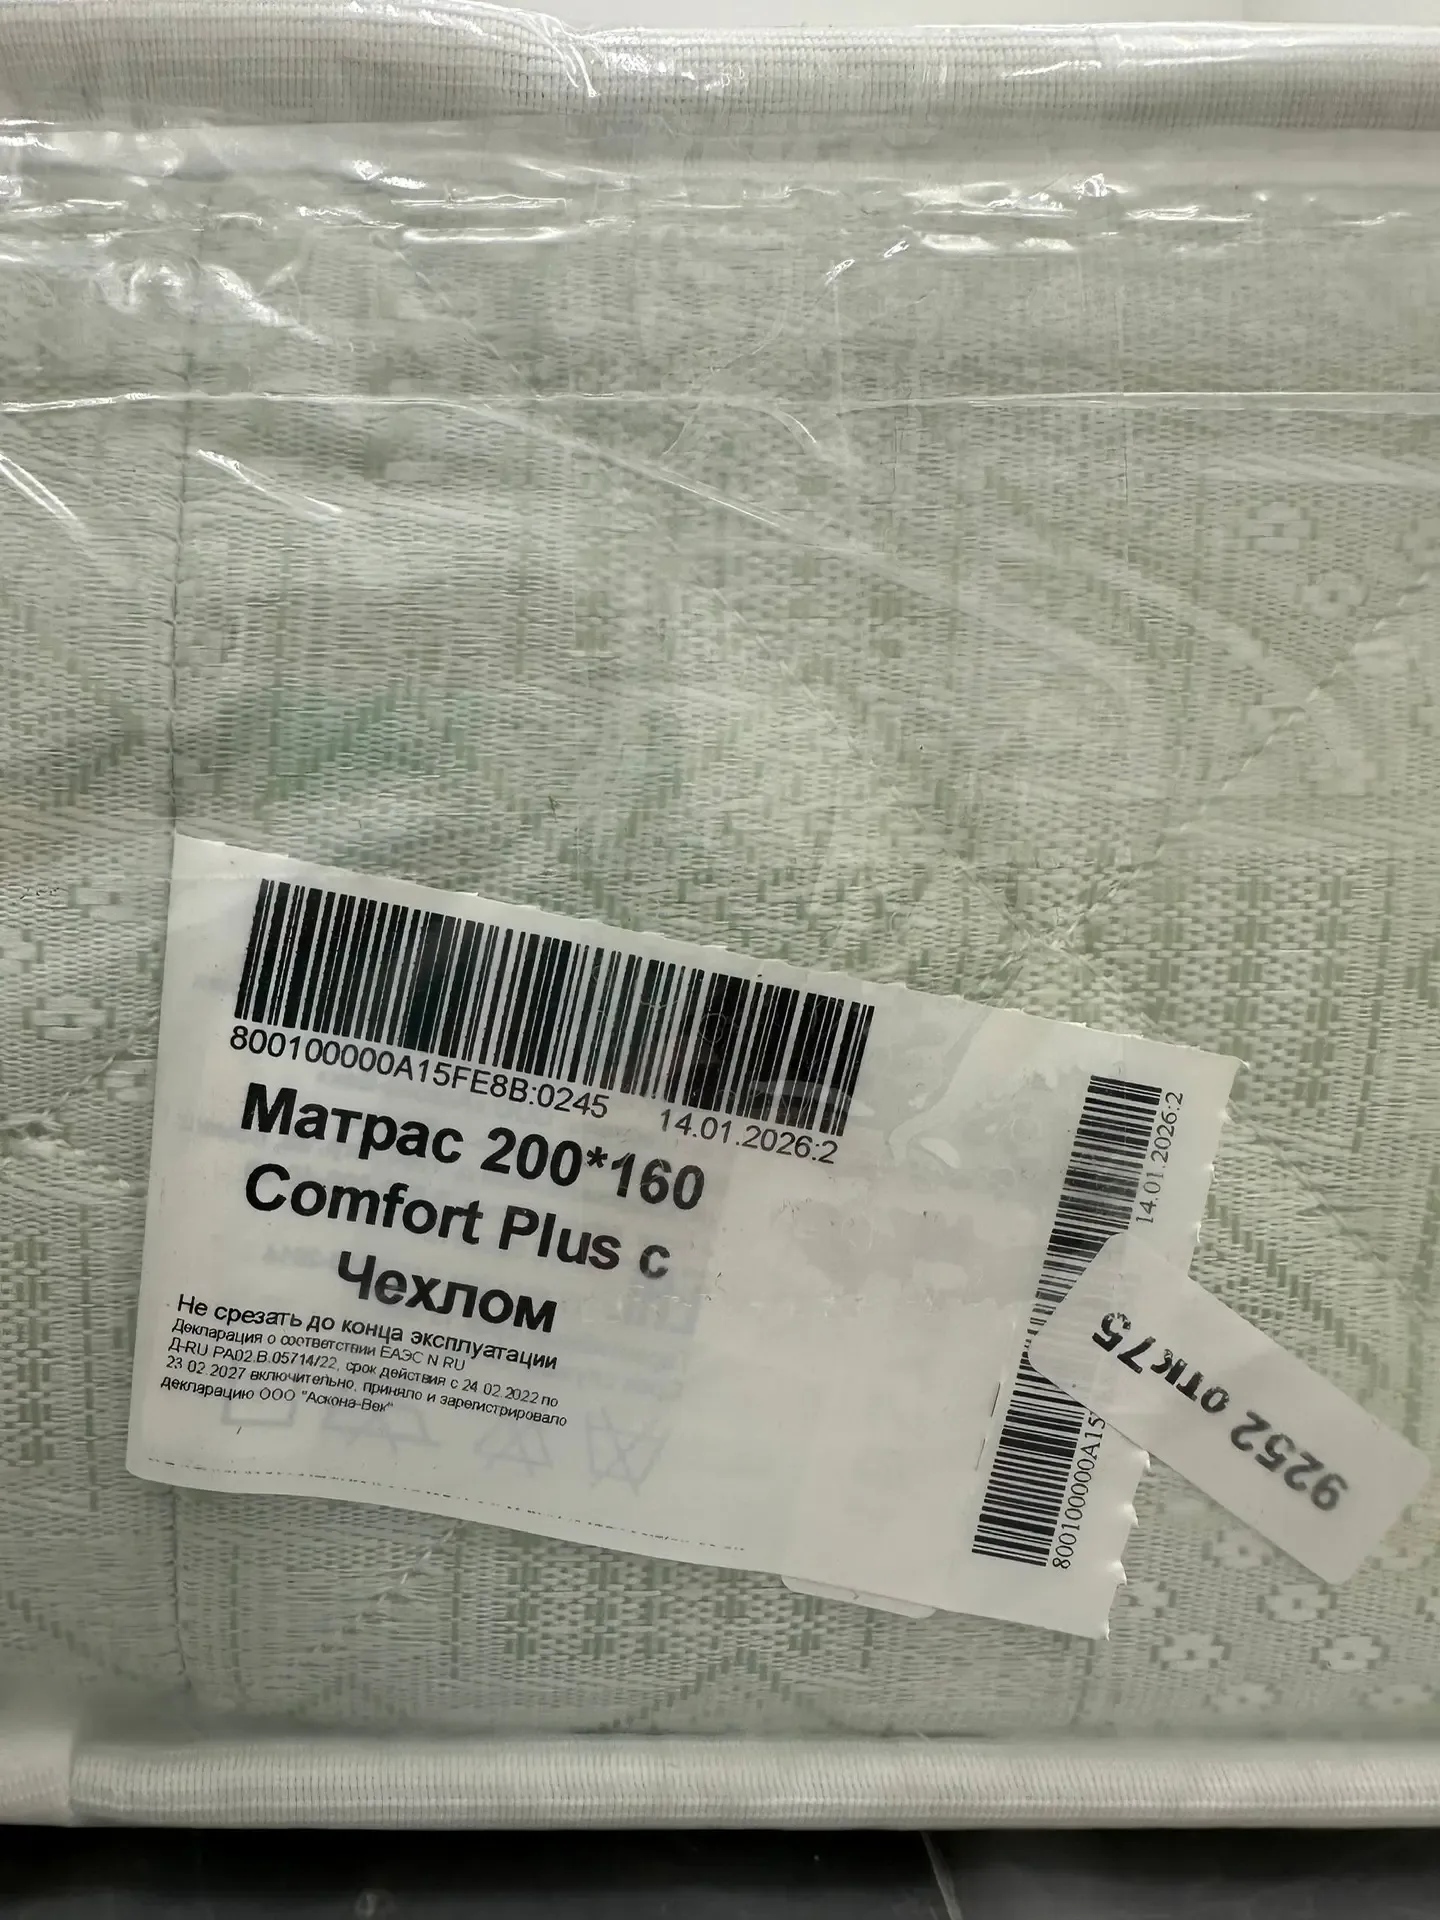 800100000A15FE8B:0245 14.01.2026:2
Матрас 200*160
Comfort Plus с
Чехлом
Не срезать до конца эксплуатации
Декларация о соответствии ЕАЭС N RU
Д-RU РА02.В.05714/22, срок действия с 24.02.2022 по
23.02.2027 включительно, приняло и зарегистрировало
декларацию ООО "Аскона-Век"
800100000A15
14.01.2026:2
9252 ОТК75